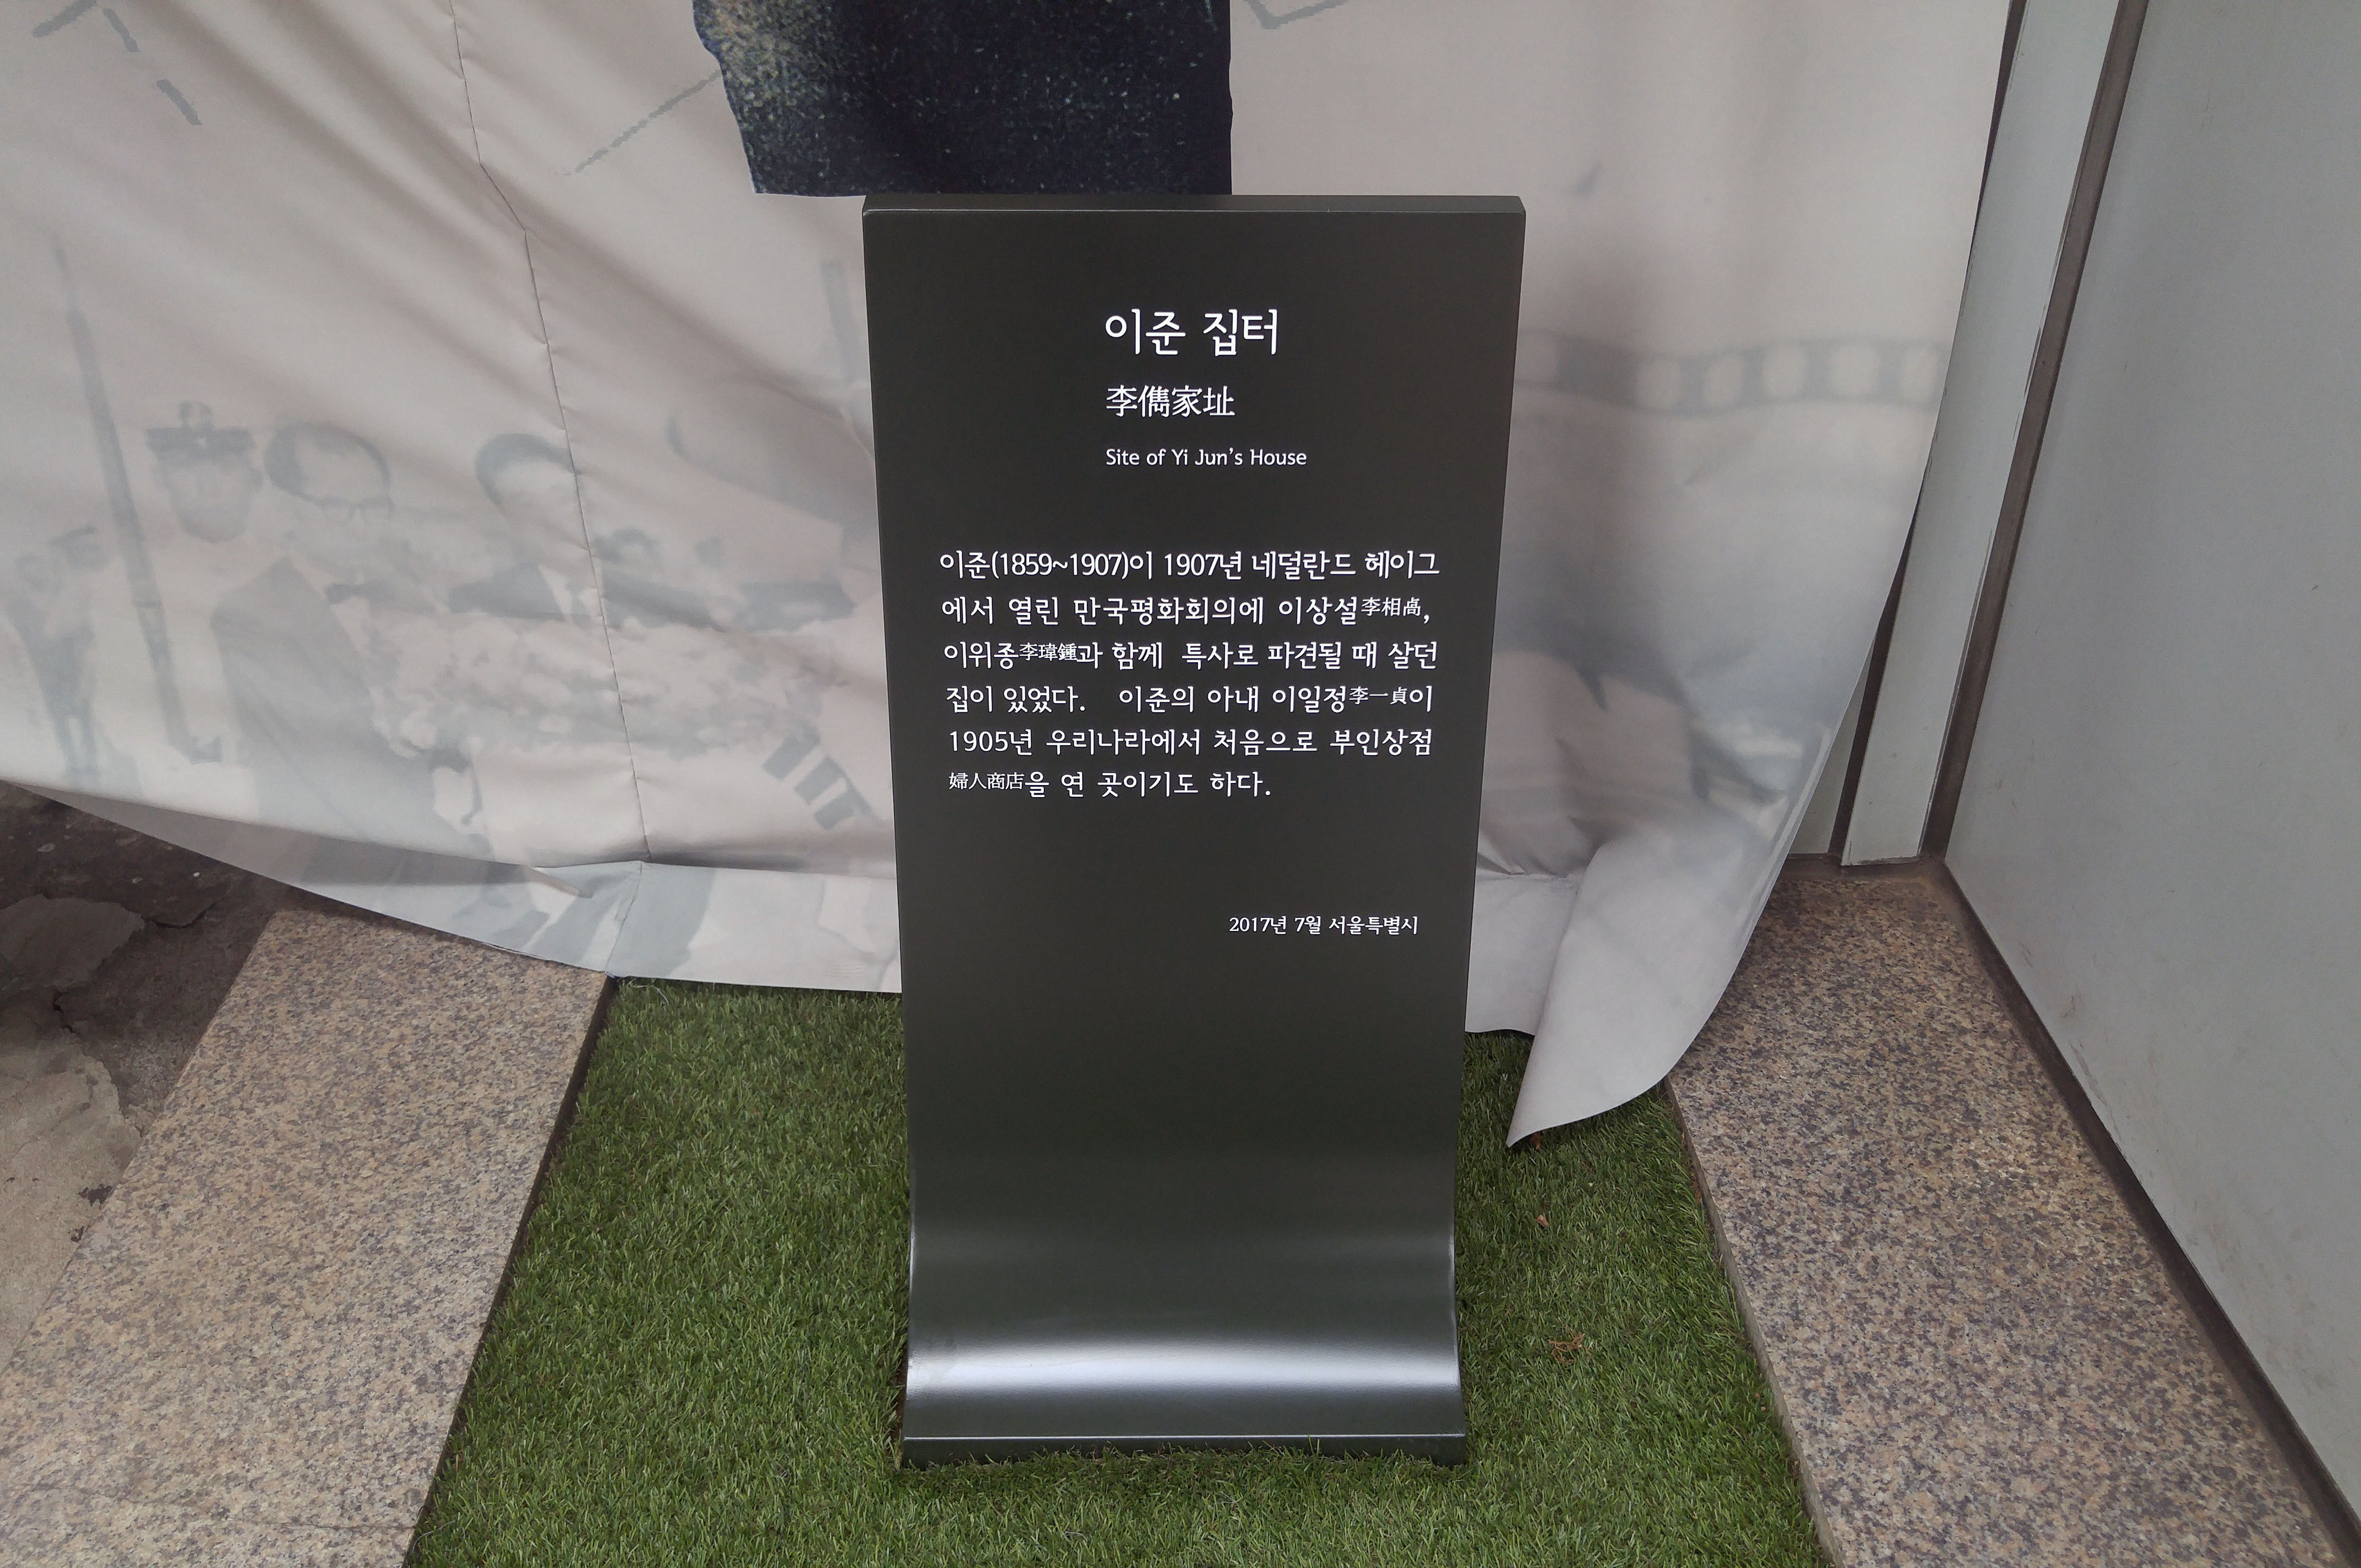 이준 집터
李儁家址
Site of Yi Jun's House
이준(1859~1907)이 1907년 네덜란드 헤이그
에서 열린 만국평화회의에 이상설李相卨,
이위종李瑋鍾과 함께 특사로 파견될 때 살던
집이 있었다. 이준의 아내 이일정李一貞이
1905년 우리나라에서 처음으로 부인상점
婦人商店을 연 곳이기도 하다.
2017년 7월 서울특별시